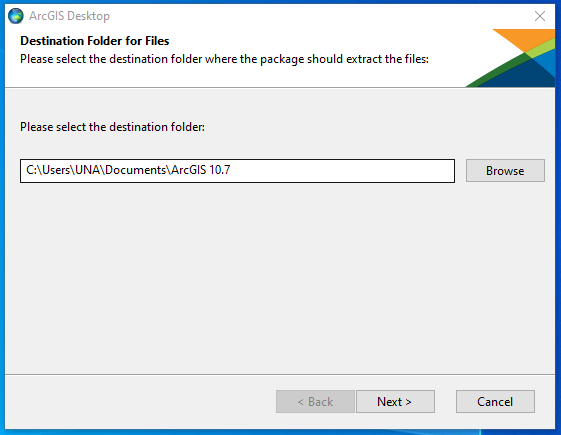 ArcGIS Desktop
Destination Folder for Files
Please select the destination folder where the package should extract the files:
Please select the destination folder:
C:\Users\UNA\Documents\ArcGIS 10.7
Browse
< Back
Next >
Cancel